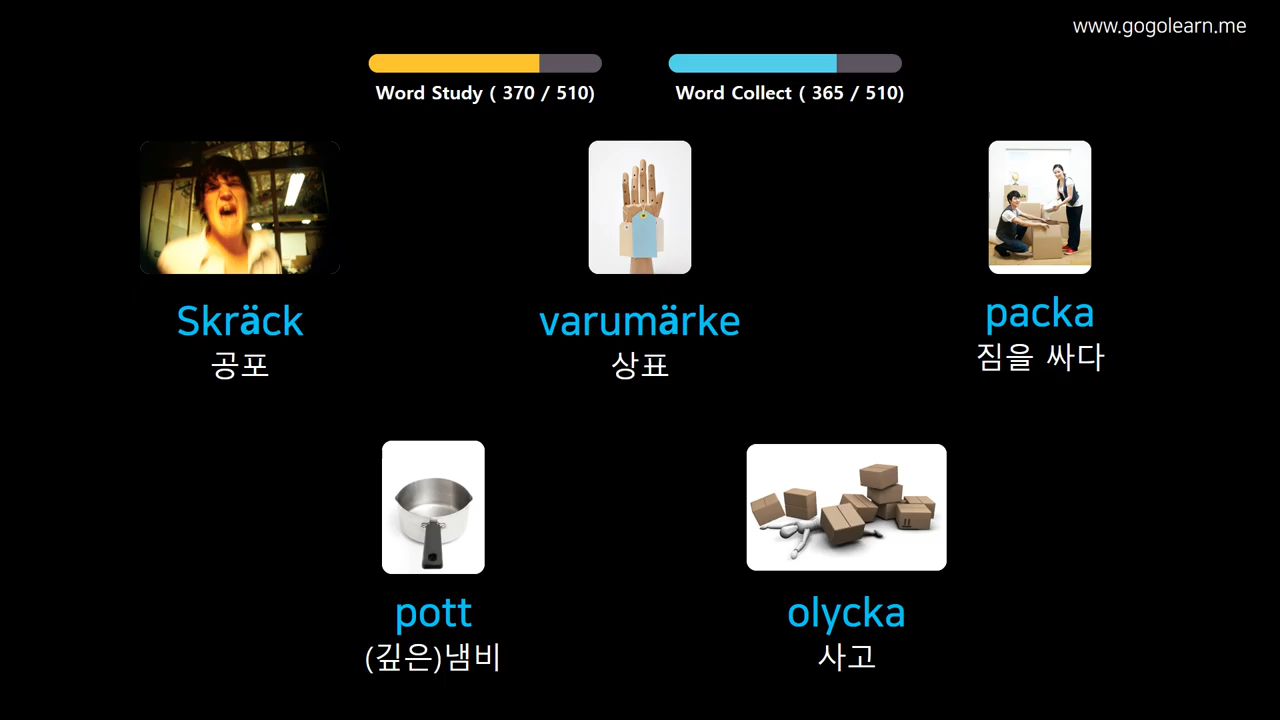 www.gogolearn.me
Word Study ( 370 / 510)
Word Collect ( 365 / 510)
Skräck
공포
varumärke
상표
packa
짐을 싸다
pott
(깊은)냄비
olycka
사고